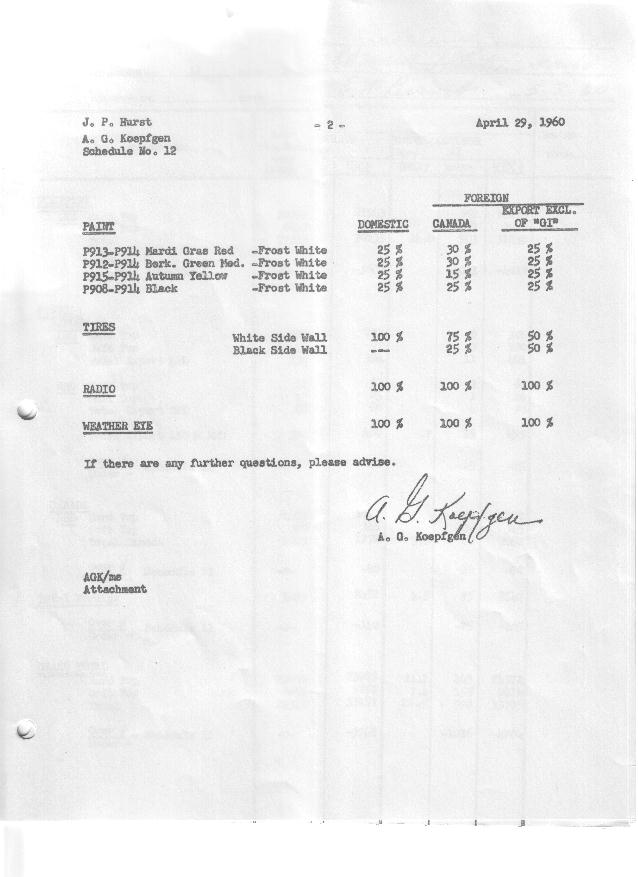 J. P. Hurst - 2 - April 29, 1960
A. G. Koepfgen
Schedule No. 12
FOREIGN
EXPORT EXCL.
PAINT DOMESTIC CANADA OF "GI"
P913-P914 Mardi Gras Red -Frost White 25 % 30 % 25 %
P912-P914 Berk. Green Med. -Frost White 25 % 30 % 25 %
P915-P914 Autumn Yellow -Frost White 25 % 15 % 25 %
P908-P914 Black -Frost White 25 % 25 % 25 %
TIRES
White Side Wall 100 % 75 % 50 %
Black Side Wall --- 25 % 50 %
RADIO 100 % 100 % 100 %
WEATHER EYE 100 % 100 % 100 %
If there are any further questions, please advise.
A. G. Koepfgen
A. G. Koepfgen
AGK/ms
Attachment